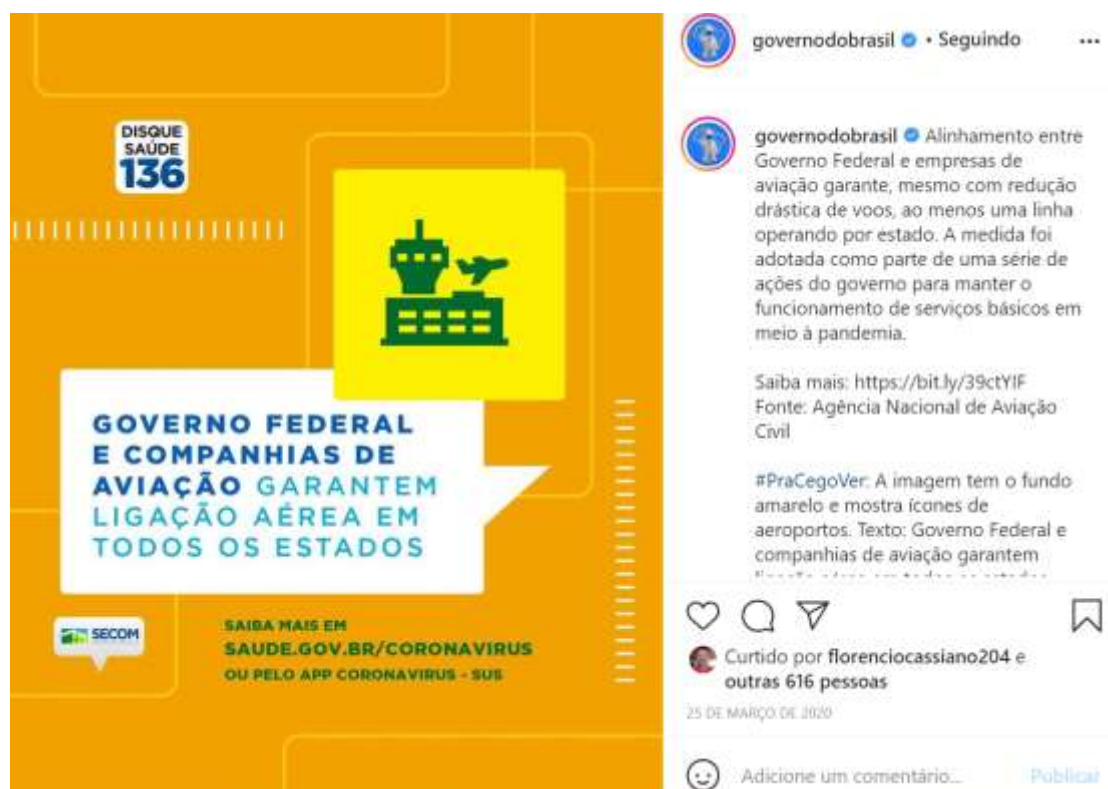 DISQUE
SAÚDE
136
GOVERNO FEDERAL
E COMPANHIAS DE
AVIAÇÃO GARANTEM
LIGAÇÃO AÉREA EM
TODOS OS ESTADOS
SECOM
SAIBA MAIS EM
SAUDE.GOV.BR/CORONAVIRUS
OU PELO APP CORONAVIRUS - SUS
governodobrasil • Seguindo
governodobrasil Alinhamento entre
Governo Federal e empresas de
aviação garante, mesmo com redução
drástica de voos, ao menos uma linha
operando por estado. A medida foi
adotada como parte de uma série de
ações do governo para manter o
funcionamento de serviços básicos em
meio à pandemia.
Saiba mais: https://bit.ly/39ctYIF
Fonte: Agência Nacional de Aviação
Civil
#PraCegoVer: A imagem tem o fundo
amarelo e mostra ícones de
aeroportos. Texto: Governo Federal e
companhias de aviação garantem
Curtido por florenciocassiano204 e
outras 616 pessoas
25 DE MARÇO DE 2020
Adicione um comentário... Publicar